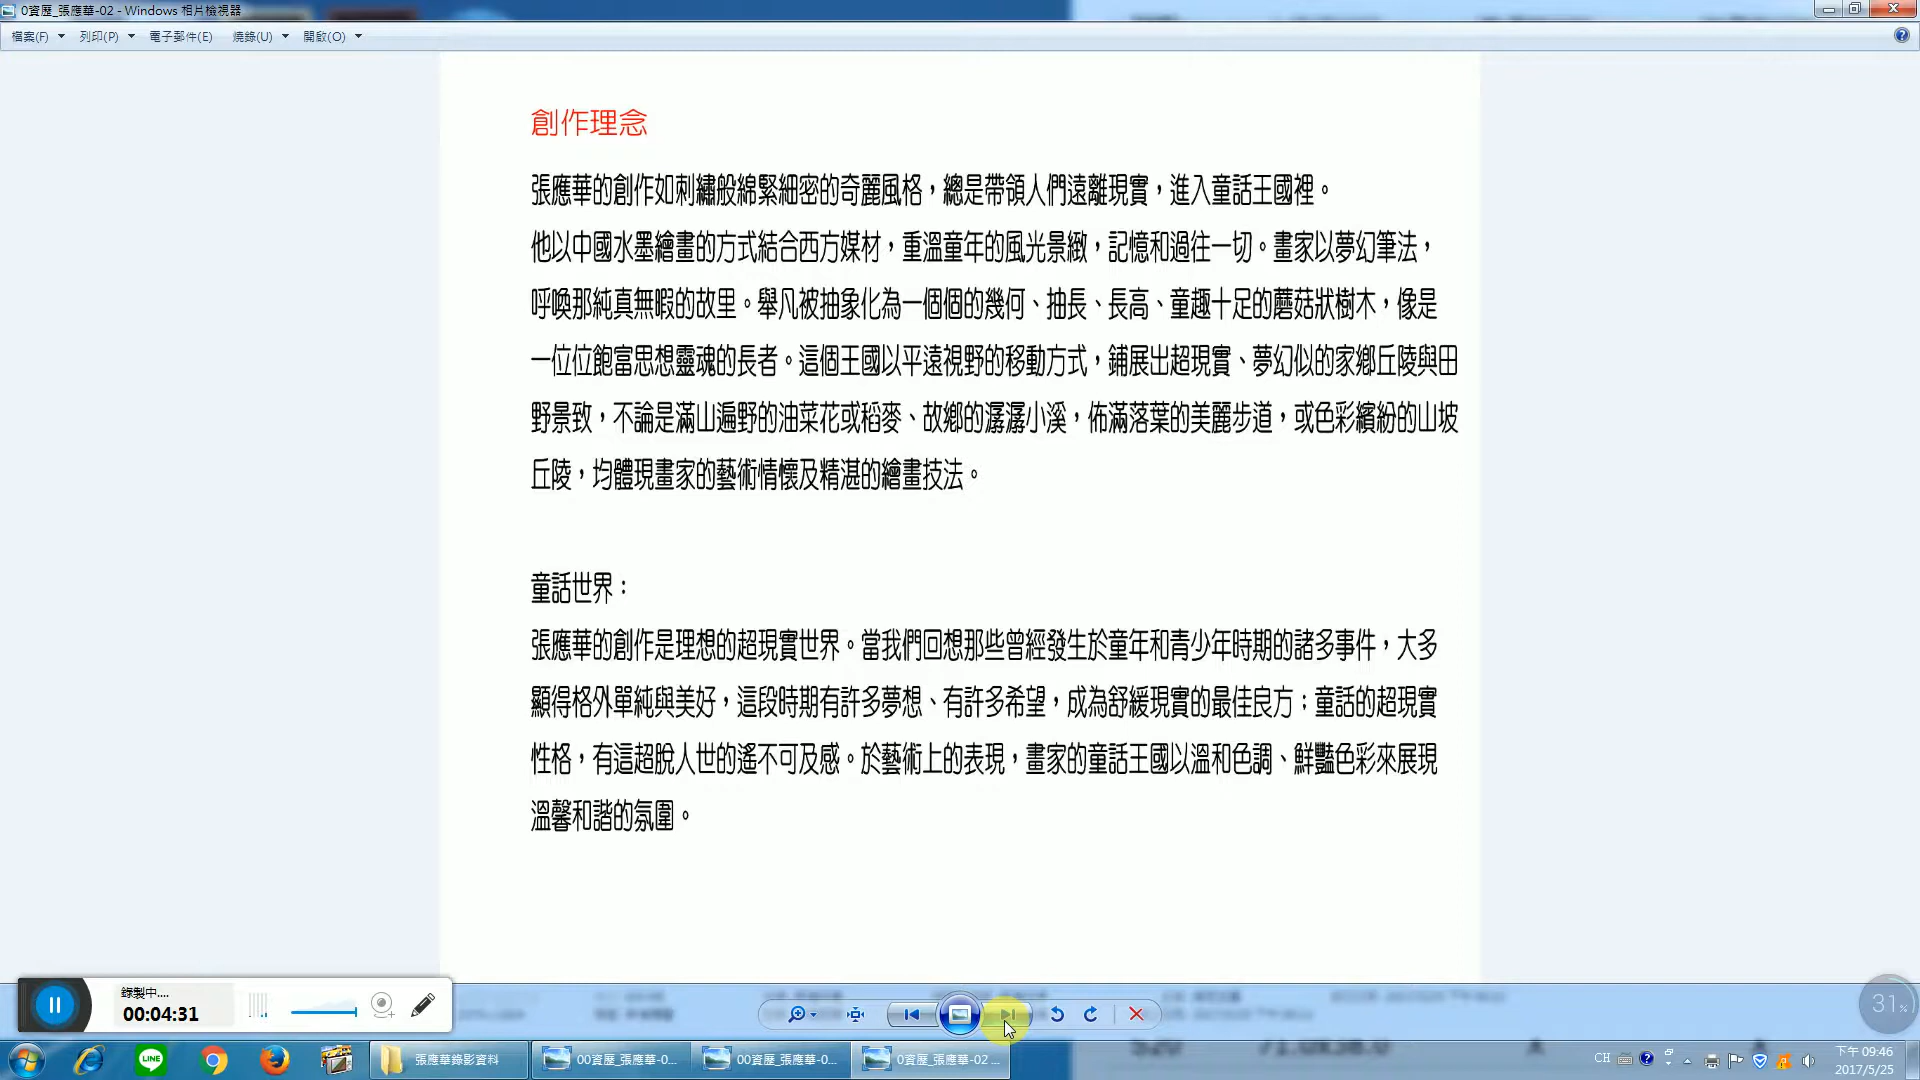 0資歷_張應華-02 - Windows 相片檢視器
檔案(F) 列印(P) 電子郵件(E) 燒錄(U) 開啟(O)
創作理念
張應華的創作如刺繡般綿緊細密的奇麗風格，總是帶領人們遠離現實，進入童話王國裡。
他以中國水墨繪畫的方式結合西方媒材，重溫童年的風光景緻，記憶和過往一切。畫家以夢幻筆法，
呼喚那純真無暇的故里。舉凡被抽象化為一個個的幾何、抽長、長高、童趣十足的蘑菇狀樹木，像是
一位位飽富思想靈魂的長者。這個王國以平遠視野的移動方式，鋪展出超現實、夢幻似的家鄉丘陵與田
野景致，不論是滿山遍野的油菜花或稻麥、故鄉的潺潺小溪，佈滿落葉的美麗步道，或色彩繽紛的山坡
丘陵，均體現畫家的藝術情懷及精湛的繪畫技法。
童話世界：
張應華的創作是理想的超現實世界。當我們回想那些曾經發生於童年和青少年時期的諸多事件，大多
顯得格外單純與美好，這段時期有許多夢想、有許多希望，成為舒緩現實的最佳良方；童話的超現實
性格，有這超脫人世的遙不可及感。於藝術上的表現，畫家的童話王國以溫和色調、鮮豔色彩來展現
溫馨和諧的氛圍。
錄製中....
00:04:31
31%
LINE
張應華錄影資料
00資歷_張應華-0...
00資歷_張應華-0...
0資歷_張應華-02 ...
CH
下午 09:46
2017/5/25